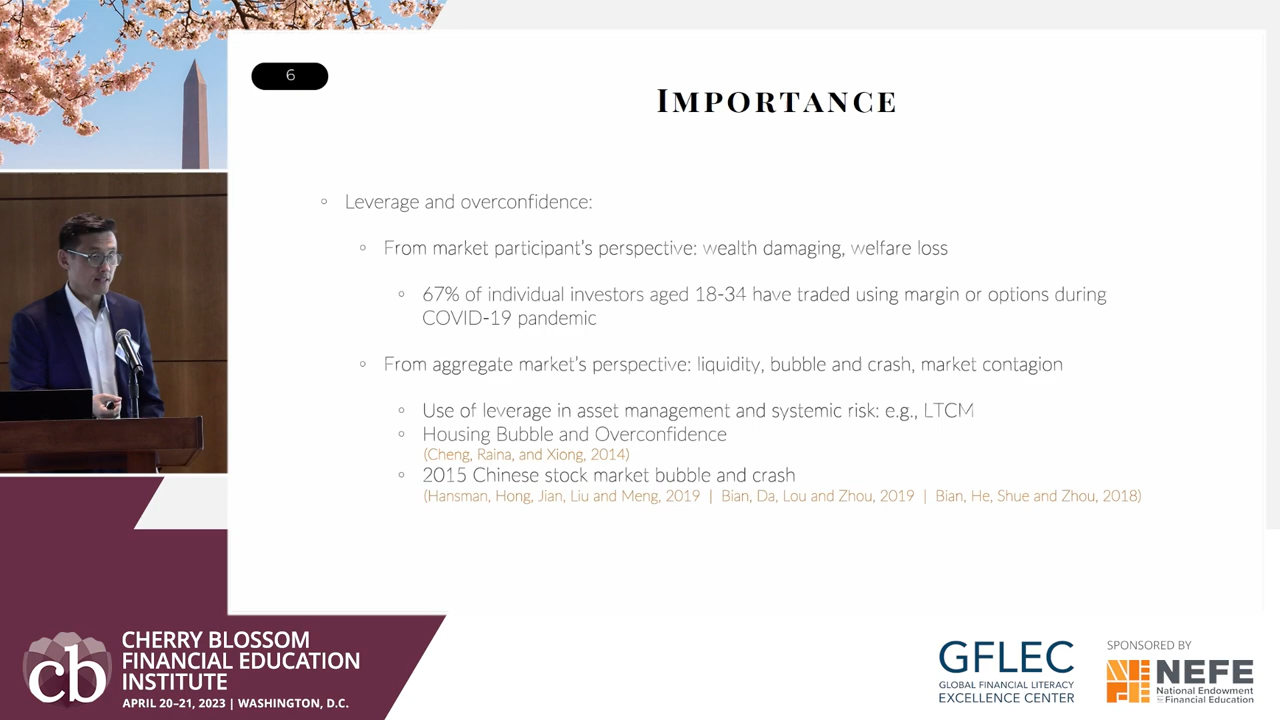 6
IMPORTANCE
Leverage and overconfidence:
From market participant's perspective: wealth damaging, welfare loss
67% of individual investors aged 18-34 have traded using margin or options during
COVID-19 pandemic
From aggregate market's perspective: liquidity, bubble and crash, market contagion
Use of leverage in asset management and systemic risk: e.g., LTCM
Housing Bubble and Overconfidence
(Cheng, Raina, and Xiong, 2014)
2015 Chinese stock market bubble and crash
(Hansman, Hong, Jian, Liu and Meng, 2019 | Bian, Da, Lou and Zhou, 2019 | Bian, He, Shue and Zhou, 2018)
cb
CHERRY BLOSSOM
FINANCIAL EDUCATION
INSTITUTE
APRIL 20–21, 2023 | WASHINGTON, D.C.
GFLEC
GLOBAL FINANCIAL LITERACY
EXCELLENCE CENTER
SPONSORED BY
NEFE
National Endowment
for Financial Education